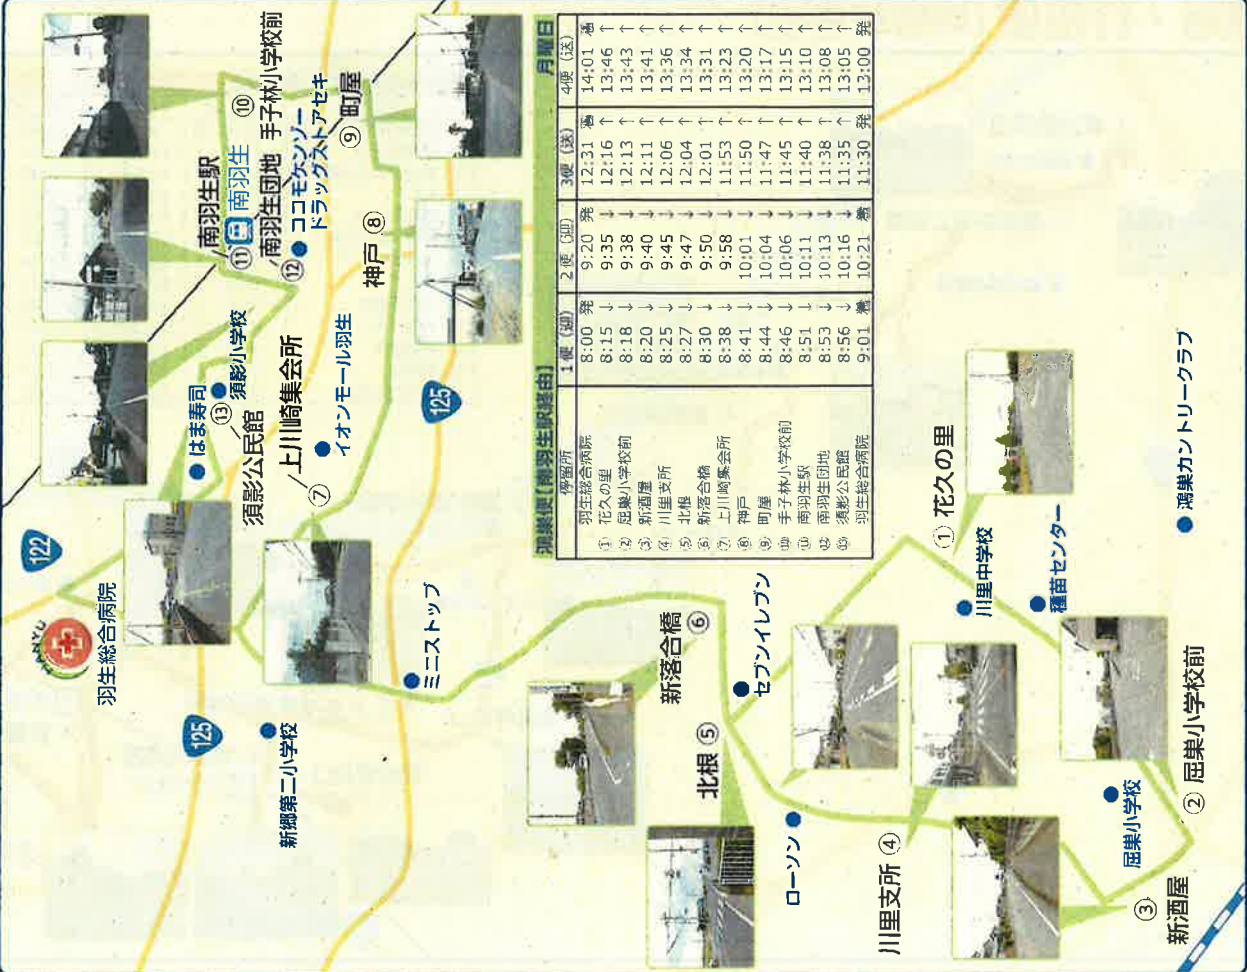 KANYU
羽生総合病院
122
125
125
はま寿司
須影小学校
⑬
須影公民館
上川崎集会所
⑦
イオンモール羽生
南羽生駅
⑪ 南羽生
南羽生団地
⑫
ココモケンゾー
ドラッグストアセキ
⑩
手子林小学校前
⑨ 町屋
神戸 ⑧
新郷第二小学校
ミニストップ
新落合橋 ⑥
北根 ⑤
セブンイレブン
ローソン
川里支所 ④
③ 新酒屋
屈巣小学校
② 屈巣小学校前
種苗センター
川里中学校
① 花久の里
鴻巣カントリークラブ
鴻巣便【南羽生駅経由】 月曜日
停留所 1便(迎) 2便(迎) 3便(送) 4便(送)
羽生総合病院 8:00 発 9:20 発 12:31 着 14:01 着
① 花久の里 8:15 ↓ 9:35 ↓ 12:16 ↑ 13:46 ↑
② 屈巣小学校前 8:18 ↓ 9:38 ↓ 12:13 ↑ 13:43 ↑
③ 新酒屋 8:20 ↓ 9:40 ↓ 12:11 ↑ 13:41 ↑
④ 川里支所 8:25 ↓ 9:45 ↓ 12:06 ↑ 13:36 ↑
⑤ 北根 8:27 ↓ 9:47 ↓ 12:04 ↑ 13:34 ↑
⑥ 新落合橋 8:30 ↓ 9:50 ↓ 12:01 ↑ 13:31 ↑
⑦ 上川崎集会所 8:38 ↓ 9:58 ↓ 11:53 ↑ 13:23 ↑
⑧ 神戸 8:41 ↓ 10:01 ↓ 11:50 ↑ 13:20 ↑
⑨ 町屋 8:44 ↓ 10:04 ↓ 11:47 ↑ 13:17 ↑
⑩ 手子林小学校前 8:46 ↓ 10:06 ↓ 11:45 ↑ 13:15 ↑
⑪ 南羽生駅 8:51 ↓ 10:11 ↓ 11:40 ↑ 13:10 ↑
⑫ 南羽生団地 8:53 ↓ 10:13 ↓ 11:38 ↑ 13:08 ↑
⑬ 須影公民館 8:56 ↓ 10:16 ↓ 11:35 ↑ 13:05 ↑
羽生総合病院 9:01 着 10:21 着 11:30 発 13:00 発